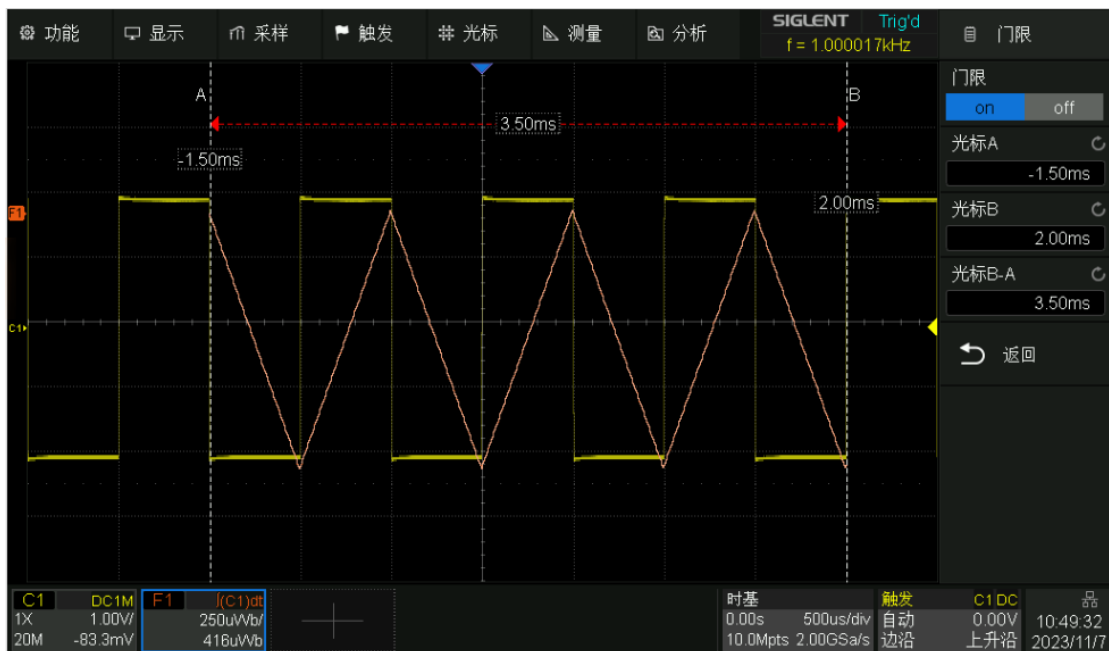 功能 显示 采样 触发 光标 测量 分析 SIGLENT Trig'd 门限
f = 1.000017kHz
门限
on off
光标A
-1.50ms
光标B
2.00ms
光标B-A
3.50ms
返回
A B
3.50ms
-1.50ms
2.00ms
F1
C1
C1 DC1M F1 ∫(C1)dt 时基 触发 C1 DC
1X 1.00V/ 250uVVb/ 0.00s 500us/div 自动 0.00V 10:49:32
20M -83.3mV 416uVVb 10.0Mpts 2.00GSa/s 边沿 上升沿 2023/11/7